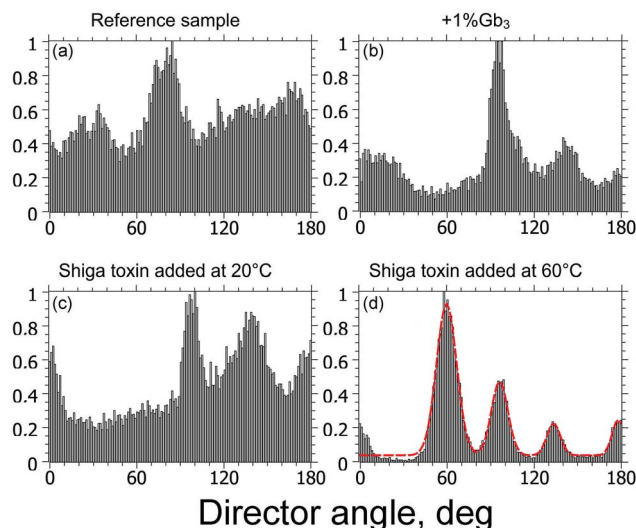 Reference sample
+1%Gb₃
(a)
(b)
1
0.8
0.6
0.4
0.2
0
0 60 120 180
1
0.8
0.6
0.4
0.2
0
0 60 120 180
Shiga toxin added at 20°C
Shiga toxin added at 60°C
(c)
(d)
1
0.8
0.6
0.4
0.2
0
0 60 120 180
1
0.8
0.6
0.4
0.2
0
0 60 120 180
Director angle, deg